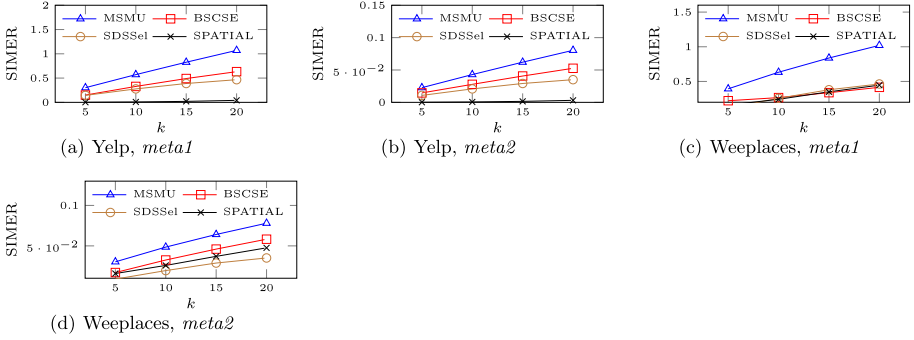 2
1.5
1
0.5
0
SIMER
MSMU BSCSE
SDSSel SPATIAL
5 10 15 20
k
(a) Yelp, meta1
0.15
0.1
5 · 10−2
0
SIMER
MSMU BSCSE
SDSSel SPATIAL
5 10 15 20
k
(b) Yelp, meta2
1.5
1
0.5
SIMER
MSMU BSCSE
SDSSel SPATIAL
5 10 15 20
k
(c) Weeplaces, meta1
0.1
5 · 10−2
SIMER
MSMU BSCSE
SDSSel SPATIAL
5 10 15 20
k
(d) Weeplaces, meta2